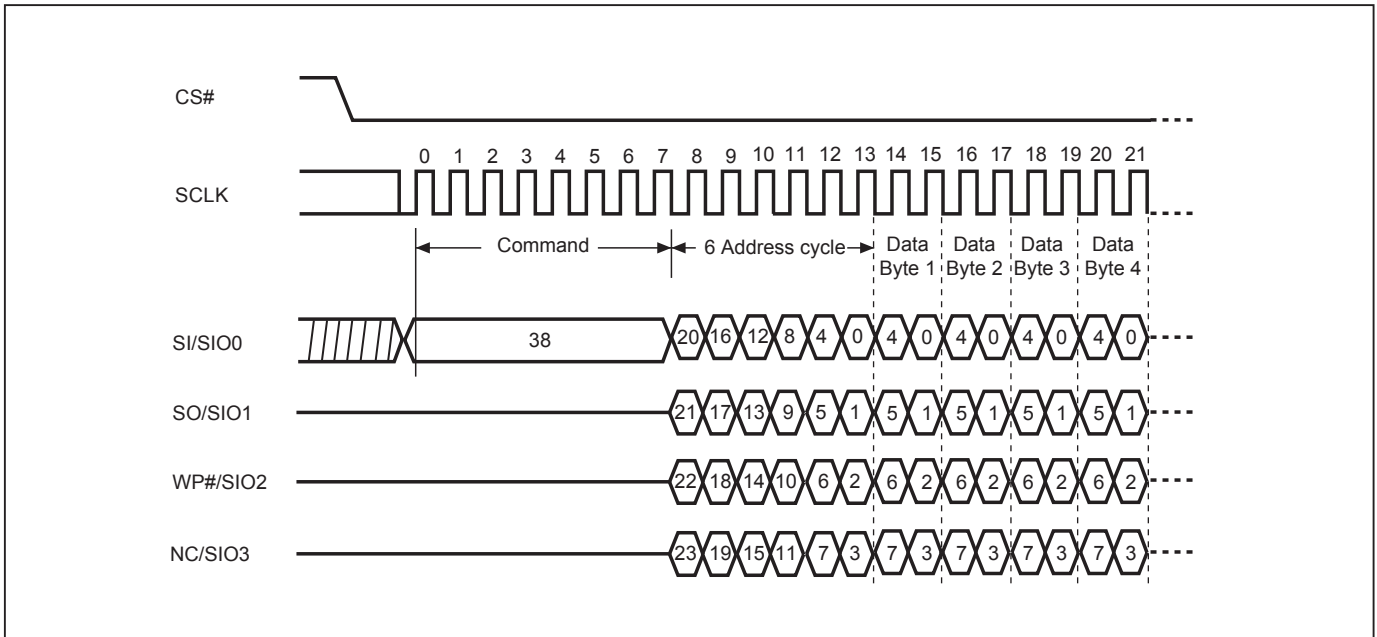 CS#
0 1 2 3 4 5 6 7 8 9 10 11 12 13 14 15 16 17 18 19 20 21
SCLK
Command
6 Address cycle
Data Byte 1
Data Byte 2
Data Byte 3
Data Byte 4
SI/SIO0 38 20 16 12 8 4 0 4 0 4 0 4 0 4 0
SO/SIO1 21 17 13 9 5 1 5 1 5 1 5 1 5 1
WP#/SIO2 22 18 14 10 6 2 6 2 6 2 6 2 6 2
NC/SIO3 23 19 15 11 7 3 7 3 7 3 7 3 7 3